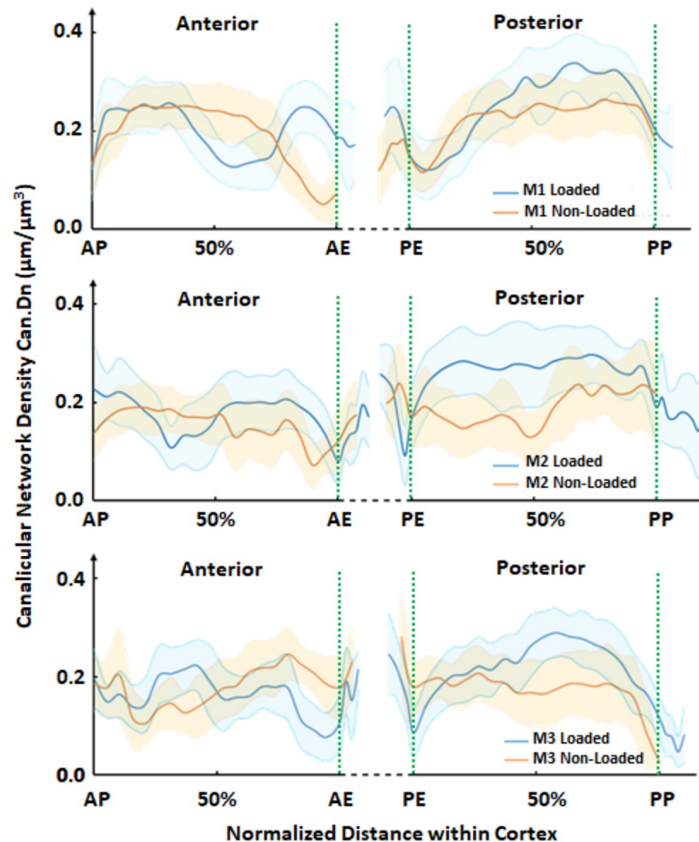 Canalicular Network Density Can.Dn (µm/µm³)
0.4
Anterior
Posterior
0.2
M1 Loaded
M1 Non-Loaded
0.0
AP
50%
AE
PE
50%
PP
0.4
Anterior
Posterior
0.2
M2 Loaded
M2 Non-Loaded
0.0
AP
50%
AE
PE
50%
PP
0.4
Anterior
Posterior
0.2
M3 Loaded
M3 Non-Loaded
0.0
AP
50%
AE
PE
50%
PP
Normalized Distance within Cortex